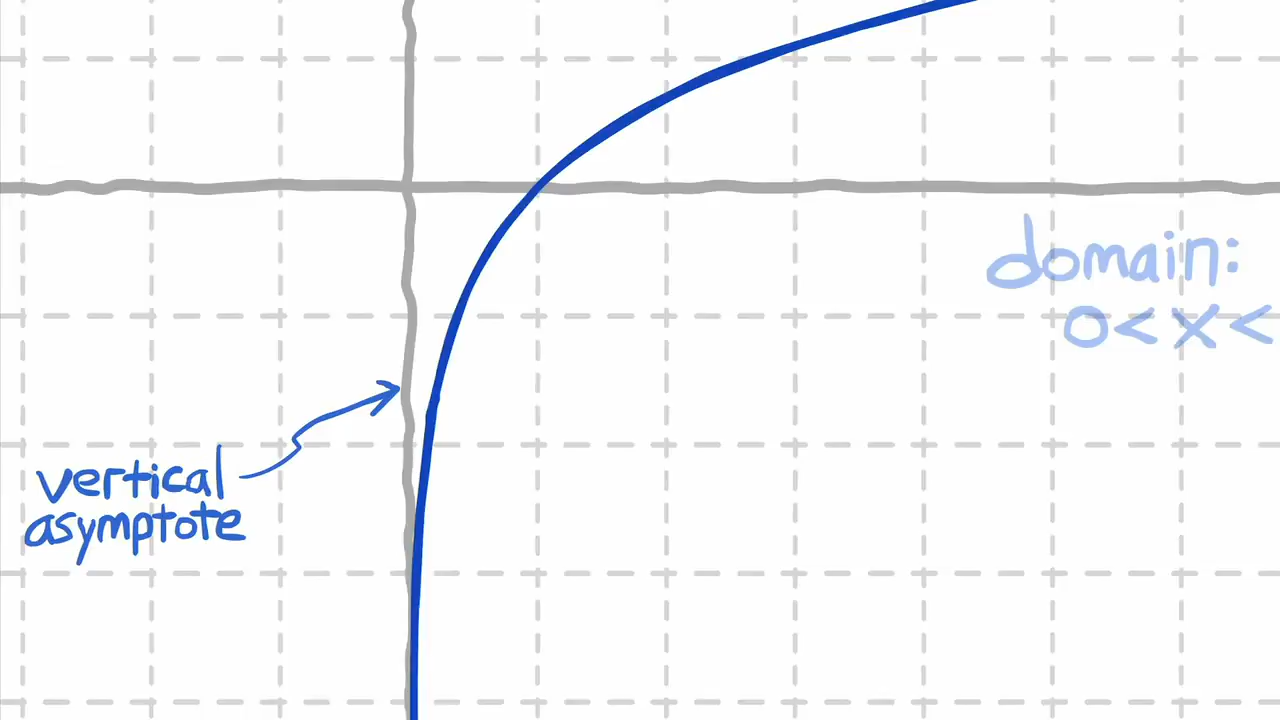 domain:
0<x<
vertical
asymptote